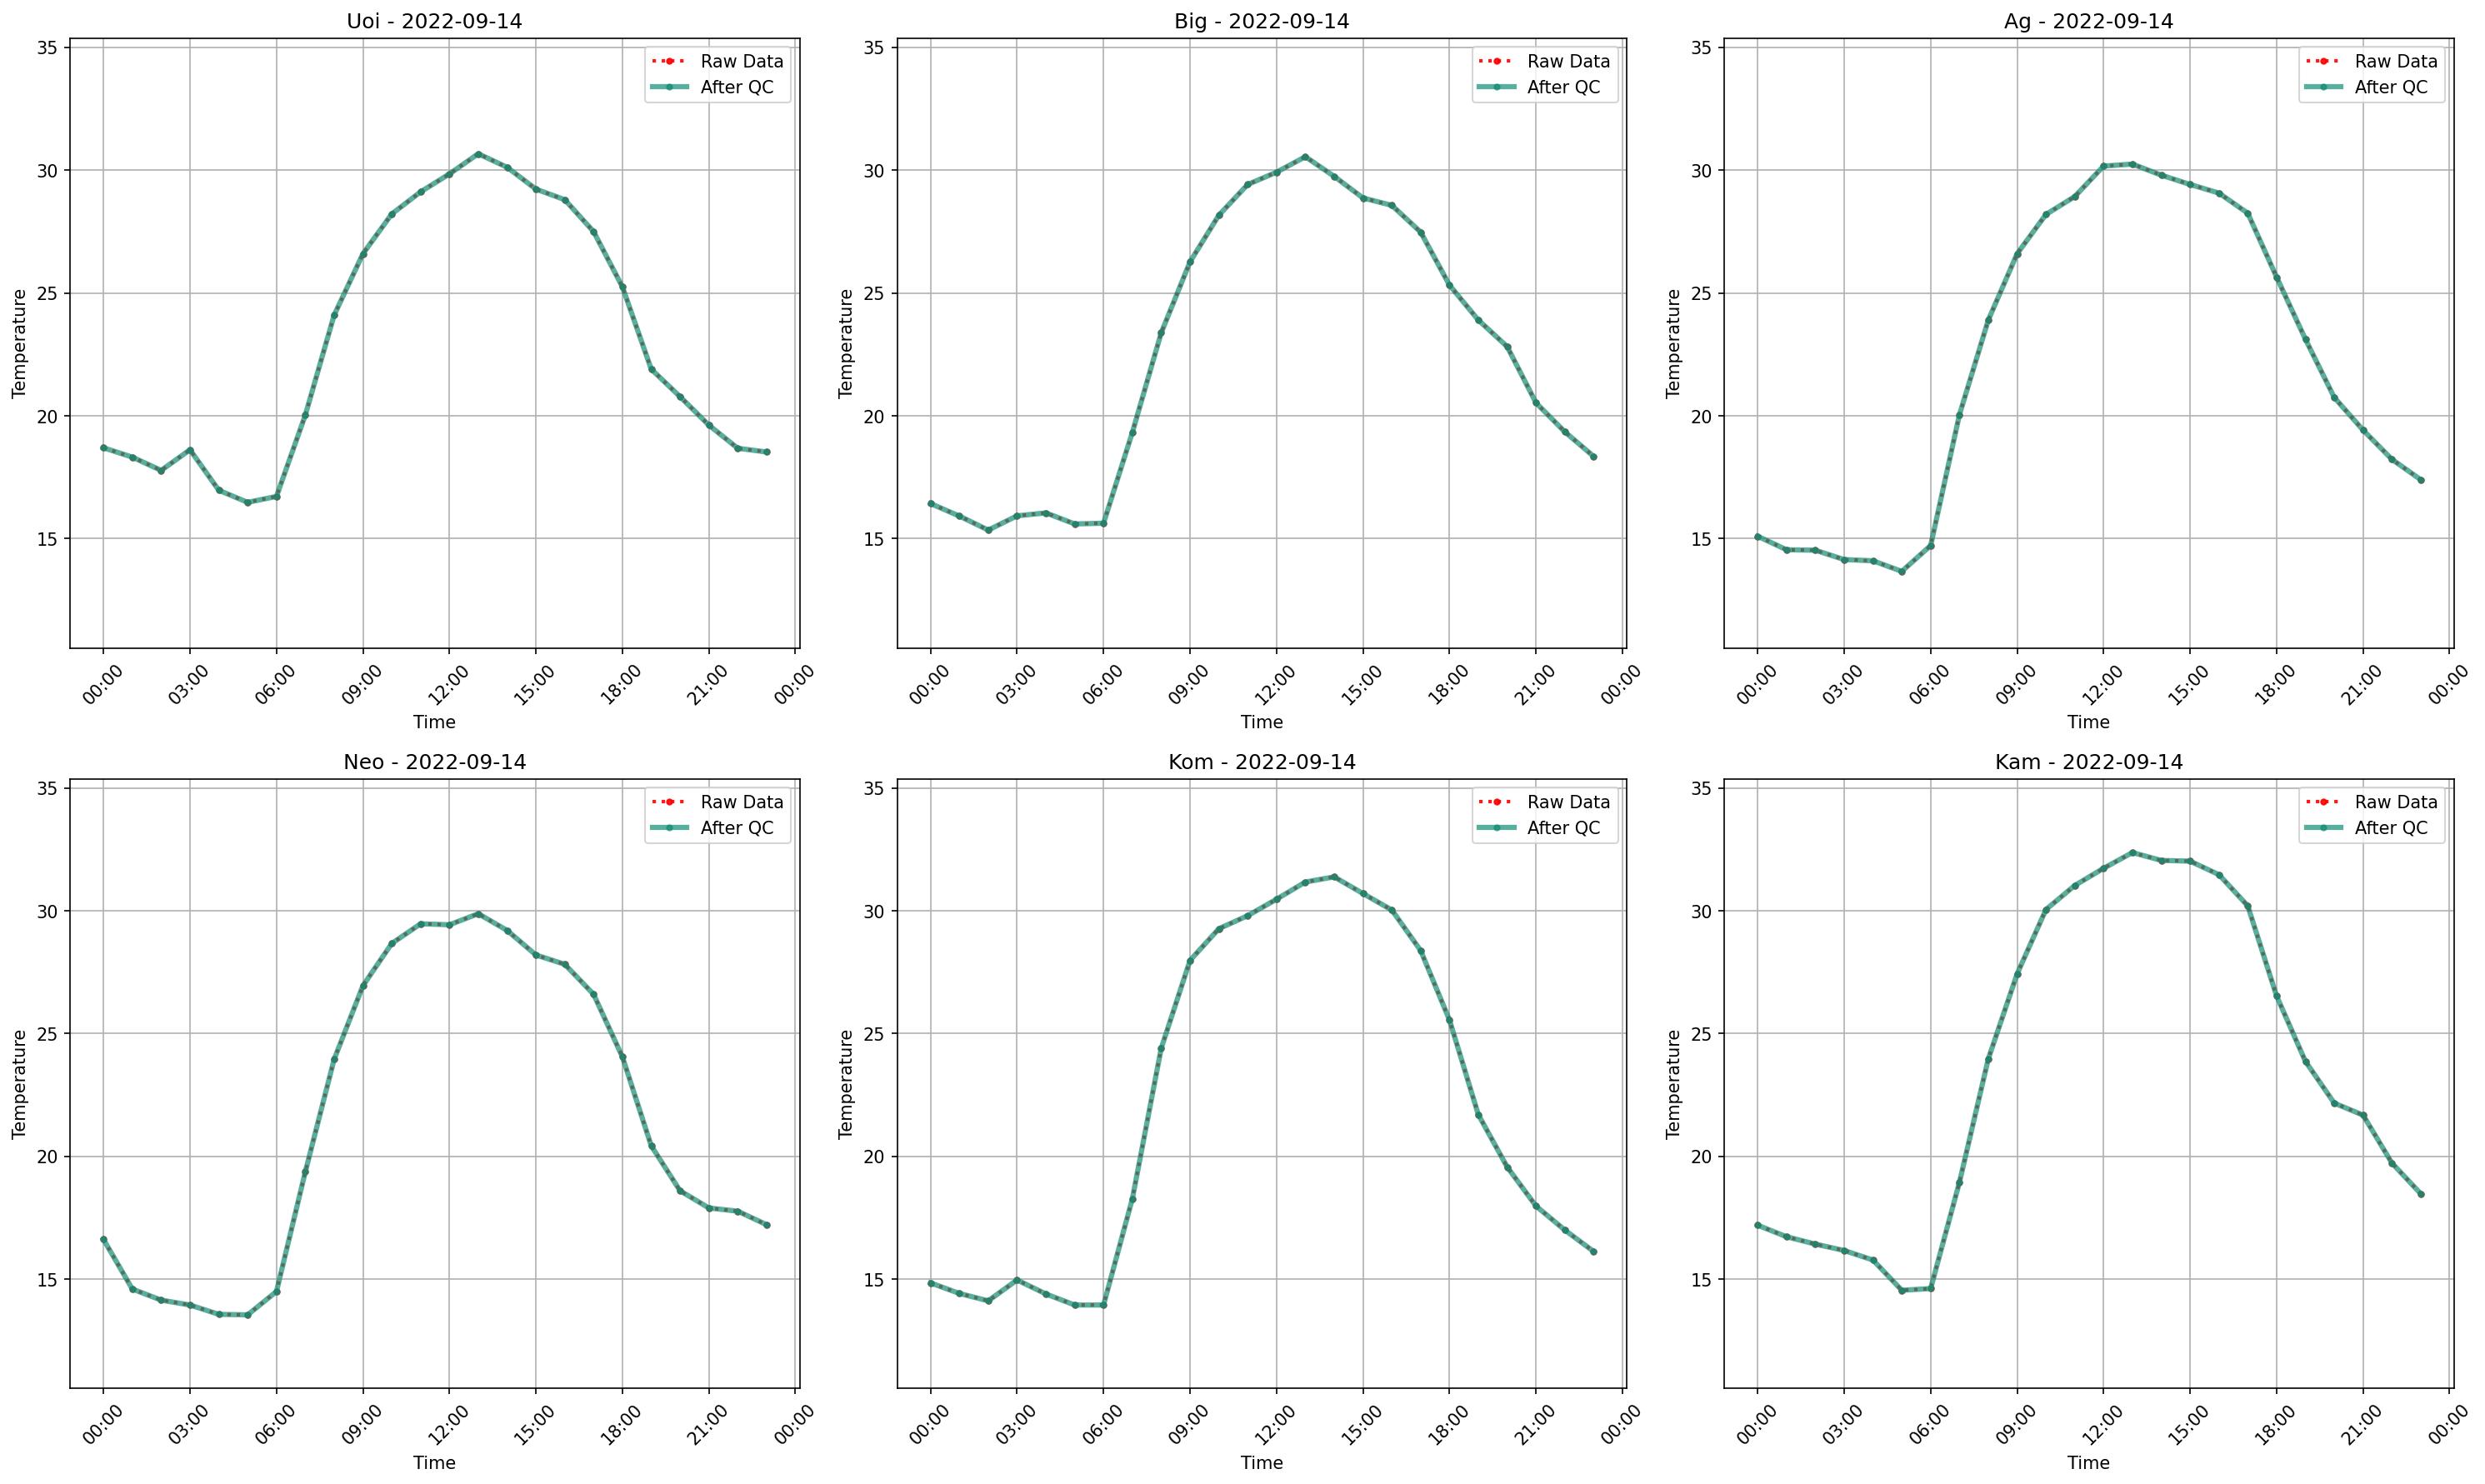 Uoi - 2022-09-14
35
30
25
20
15
Temperature
Raw Data
After QC
00:00
03:00
06:00
09:00
12:00
15:00
18:00
21:00
00:00
Time
Big - 2022-09-14
35
30
25
20
15
Temperature
Raw Data
After QC
00:00
03:00
06:00
09:00
12:00
15:00
18:00
21:00
00:00
Time
Ag - 2022-09-14
35
30
25
20
15
Temperature
Raw Data
After QC
00:00
03:00
06:00
09:00
12:00
15:00
18:00
21:00
00:00
Time
Neo - 2022-09-14
35
30
25
20
15
Temperature
Raw Data
After QC
00:00
03:00
06:00
09:00
12:00
15:00
18:00
21:00
00:00
Time
Kom - 2022-09-14
35
30
25
20
15
Temperature
Raw Data
After QC
00:00
03:00
06:00
09:00
12:00
15:00
18:00
21:00
00:00
Time
Kam - 2022-09-14
35
30
25
20
15
Temperature
Raw Data
After QC
00:00
03:00
06:00
09:00
12:00
15:00
18:00
21:00
00:00
Time